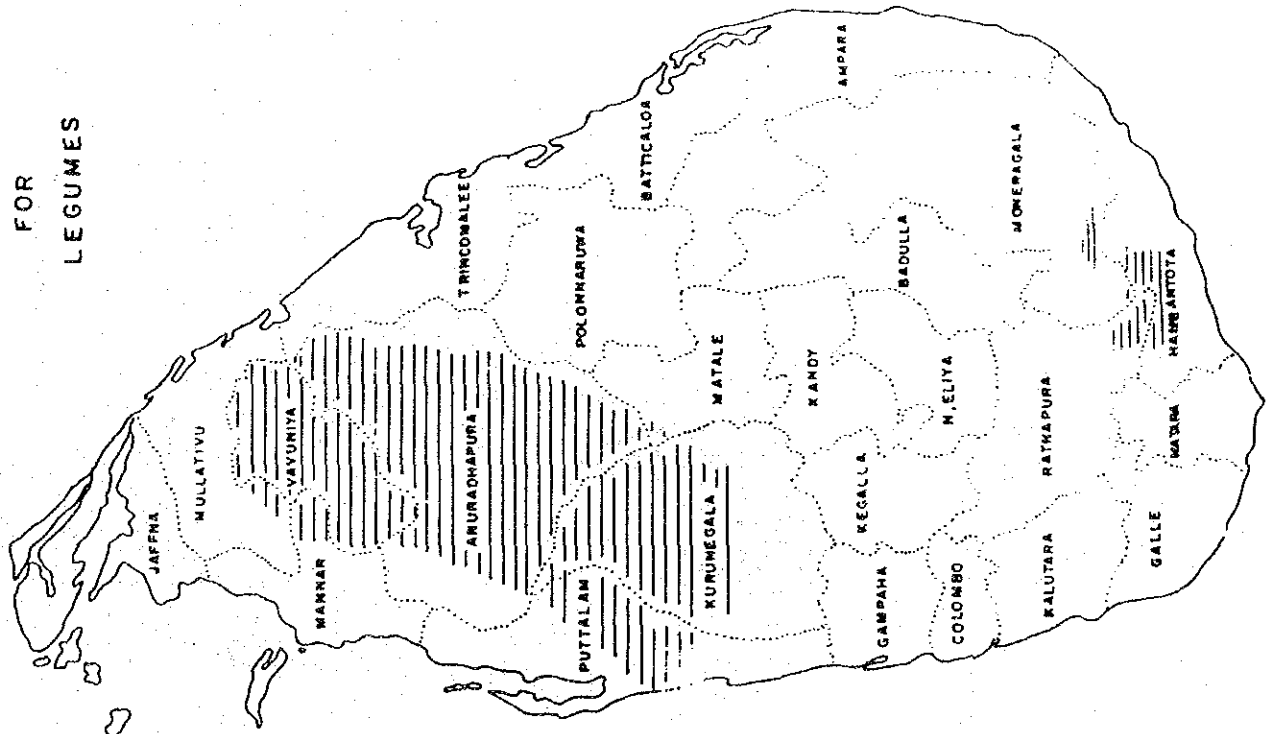 FOR
LEGUMES
JAFFNA
MULLATIVU
MANNAR
VAVUNIYA
ANURADHAPURA
TRINCOMALEE
PUTTALAM
POLONNARUWA
BATTICALOA
KURUNEGALA
MATALE
KANDY
AMPARA
KEGALLA
GAMPAHA
COLOMBO
N.ELIYA
BADULLA
MONERAGALA
KALUTARA
RATNAPURA
GALLE
MATARA
HAMBANTOTA